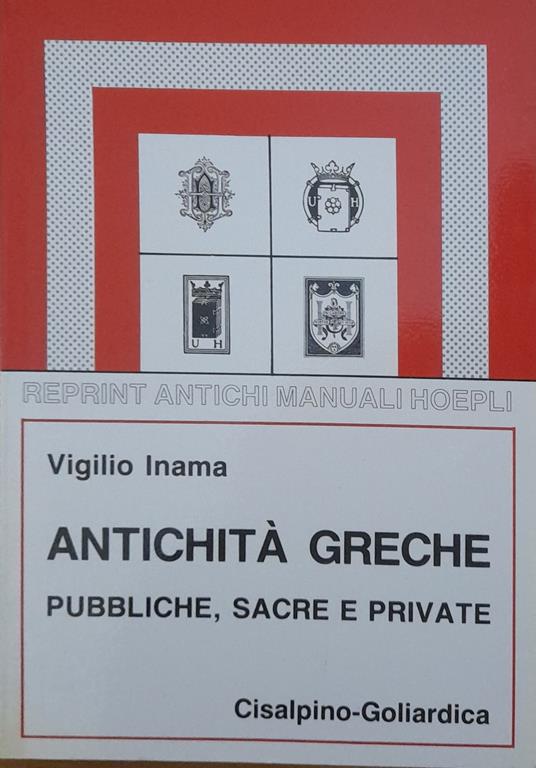 U H
U H
REPRINT ANTICHI MANUALI HOEPLI
Vigilio Inama
ANTICHITÀ GRECHE
PUBBLICHE, SACRE E PRIVATE
Cisalpino-Goliardica